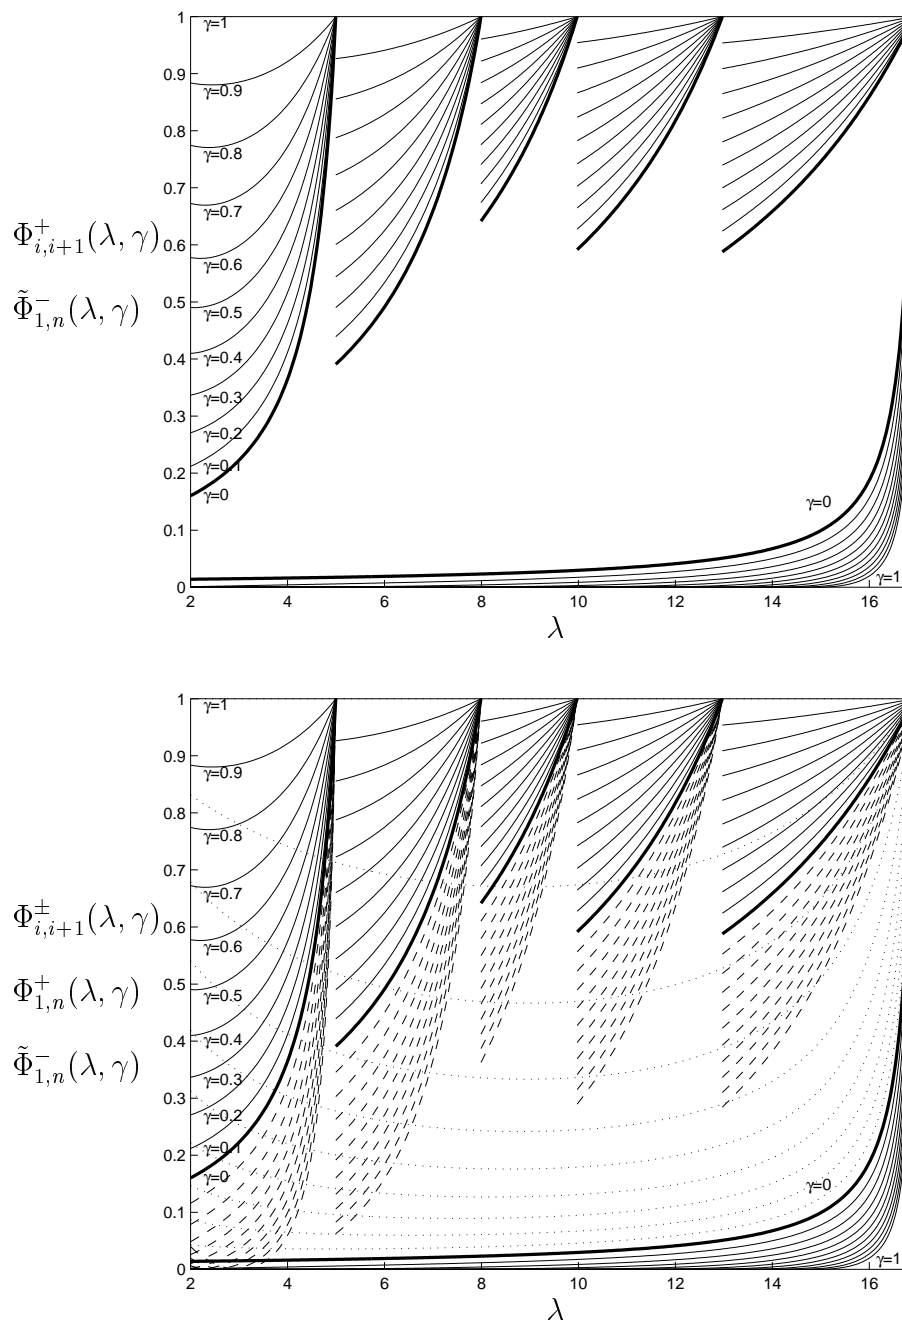 1
γ=1
0.9
γ=0.9
0.8
γ=0.8
0.7
γ=0.7
Φ⁺ᵢ,ᵢ₊₁(λ, γ)
0.6
γ=0.6
Φ̃⁻₁,ₙ(λ, γ)
0.5
γ=0.5
0.4
γ=0.4
γ=0.3
0.3
γ=0.2
0.2
γ=0.1
γ=0
γ=0
0.1
γ=1
0
2 4 6 8 10 12 14 16
λ
1
γ=1
0.9
γ=0.9
0.8
γ=0.8
0.7
γ=0.7
Φ±ᵢ,ᵢ₊₁(λ, γ)
0.6
γ=0.6
Φ⁺₁,ₙ(λ, γ)
0.5
γ=0.5
0.4
γ=0.4
Φ̃⁻₁,ₙ(λ, γ)
γ=0.3
0.3
γ=0.2
0.2
γ=0.1
γ=0
γ=0
0.1
γ=1
0
2 4 6 8 10 12 14 16
λ